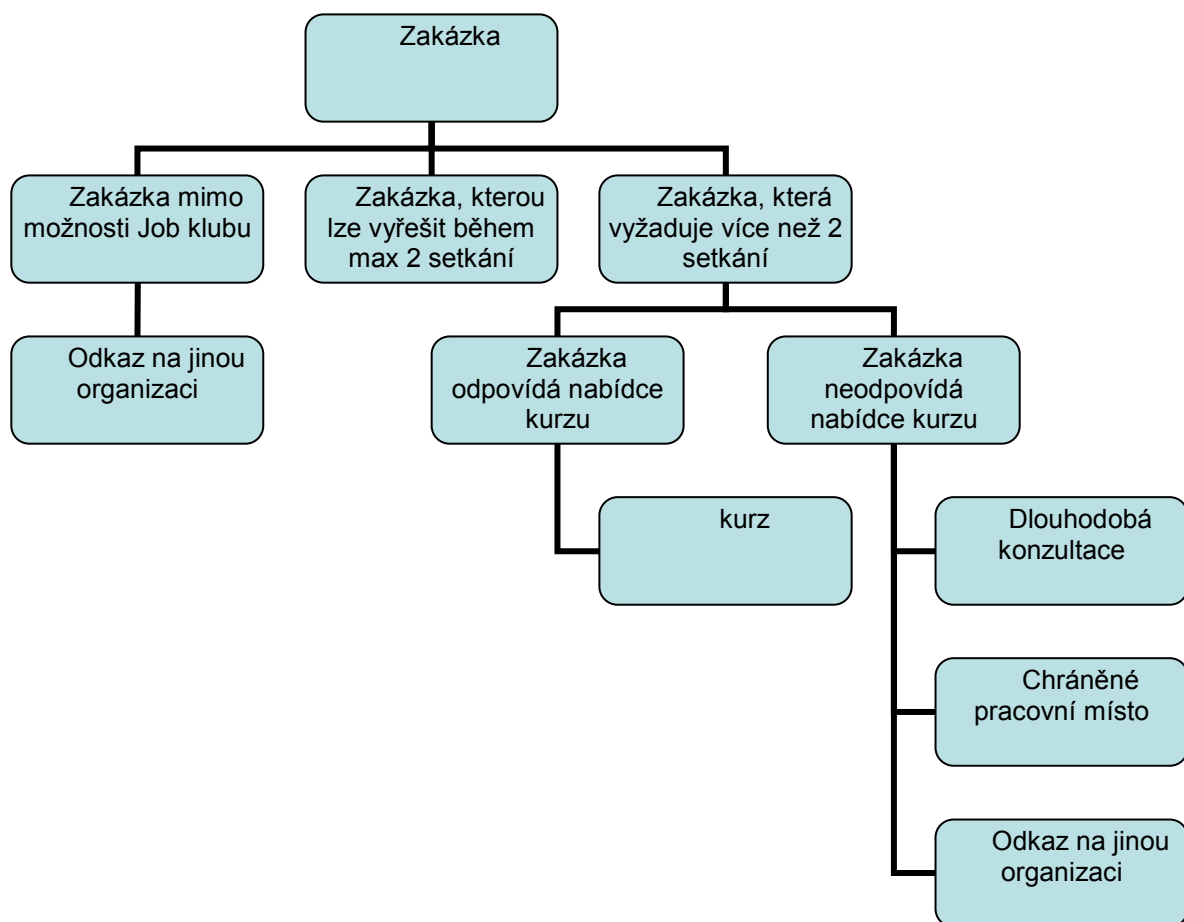 Zakázka
Zakázka mimo
možnosti Job klubu
Zakázka, kterou
lze vyřešit během
max 2 setkání
Zakázka, která
vyžaduje více než 2
setkání
Odkaz na jinou
organizaci
Zakázka
odpovídá nabídce
kurzu
Zakázka
neodpovídá
nabídce kurzu
kurz
Dlouhodobá
konzultace
Chráněné
pracovní místo
Odkaz na jinou
organizaci